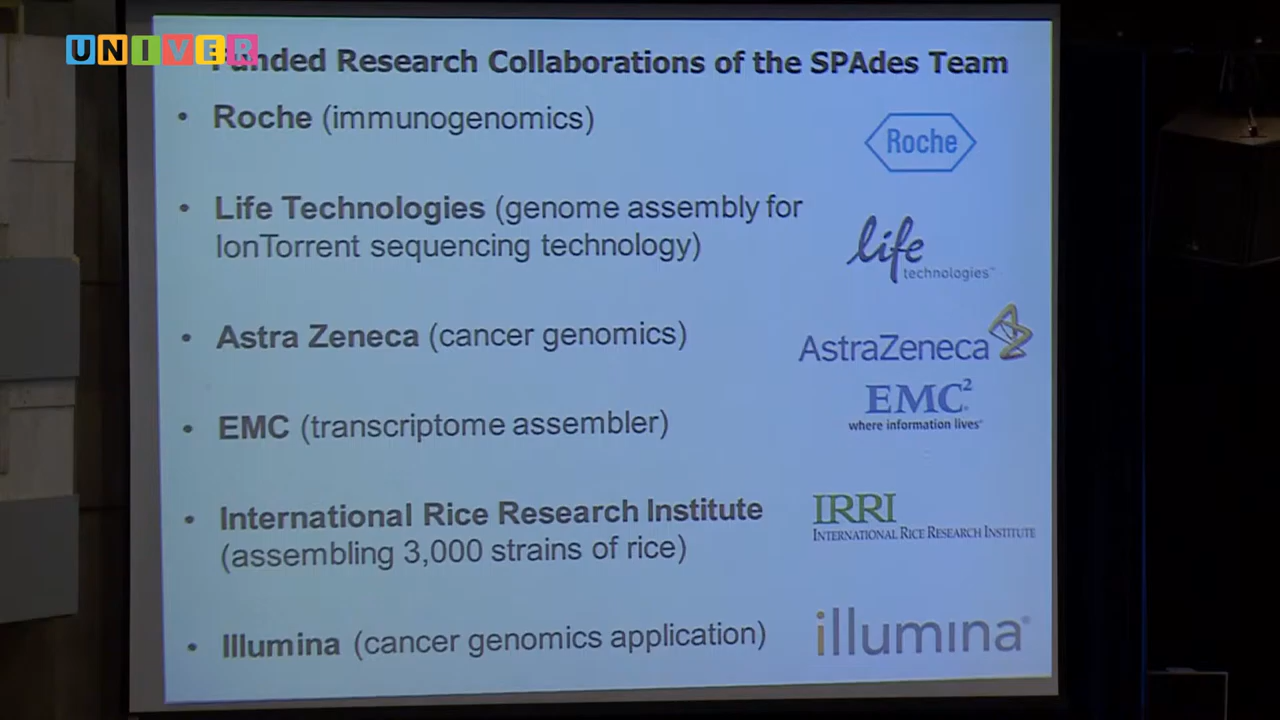 UNIVER
Funded Research Collaborations of the SPAdes Team
• Roche (immunogenomics)
Roche
• Life Technologies (genome assembly for
IonTorrent sequencing technology)
life
technologies™
• Astra Zeneca (cancer genomics)
AstraZeneca
EMC²
where information lives®
• EMC (transcriptome assembler)
• International Rice Research Institute
(assembling 3,000 strains of rice)
IRRI
INTERNATIONAL RICE RESEARCH INSTITUTE
• Illumina (cancer genomics application)
illumina®